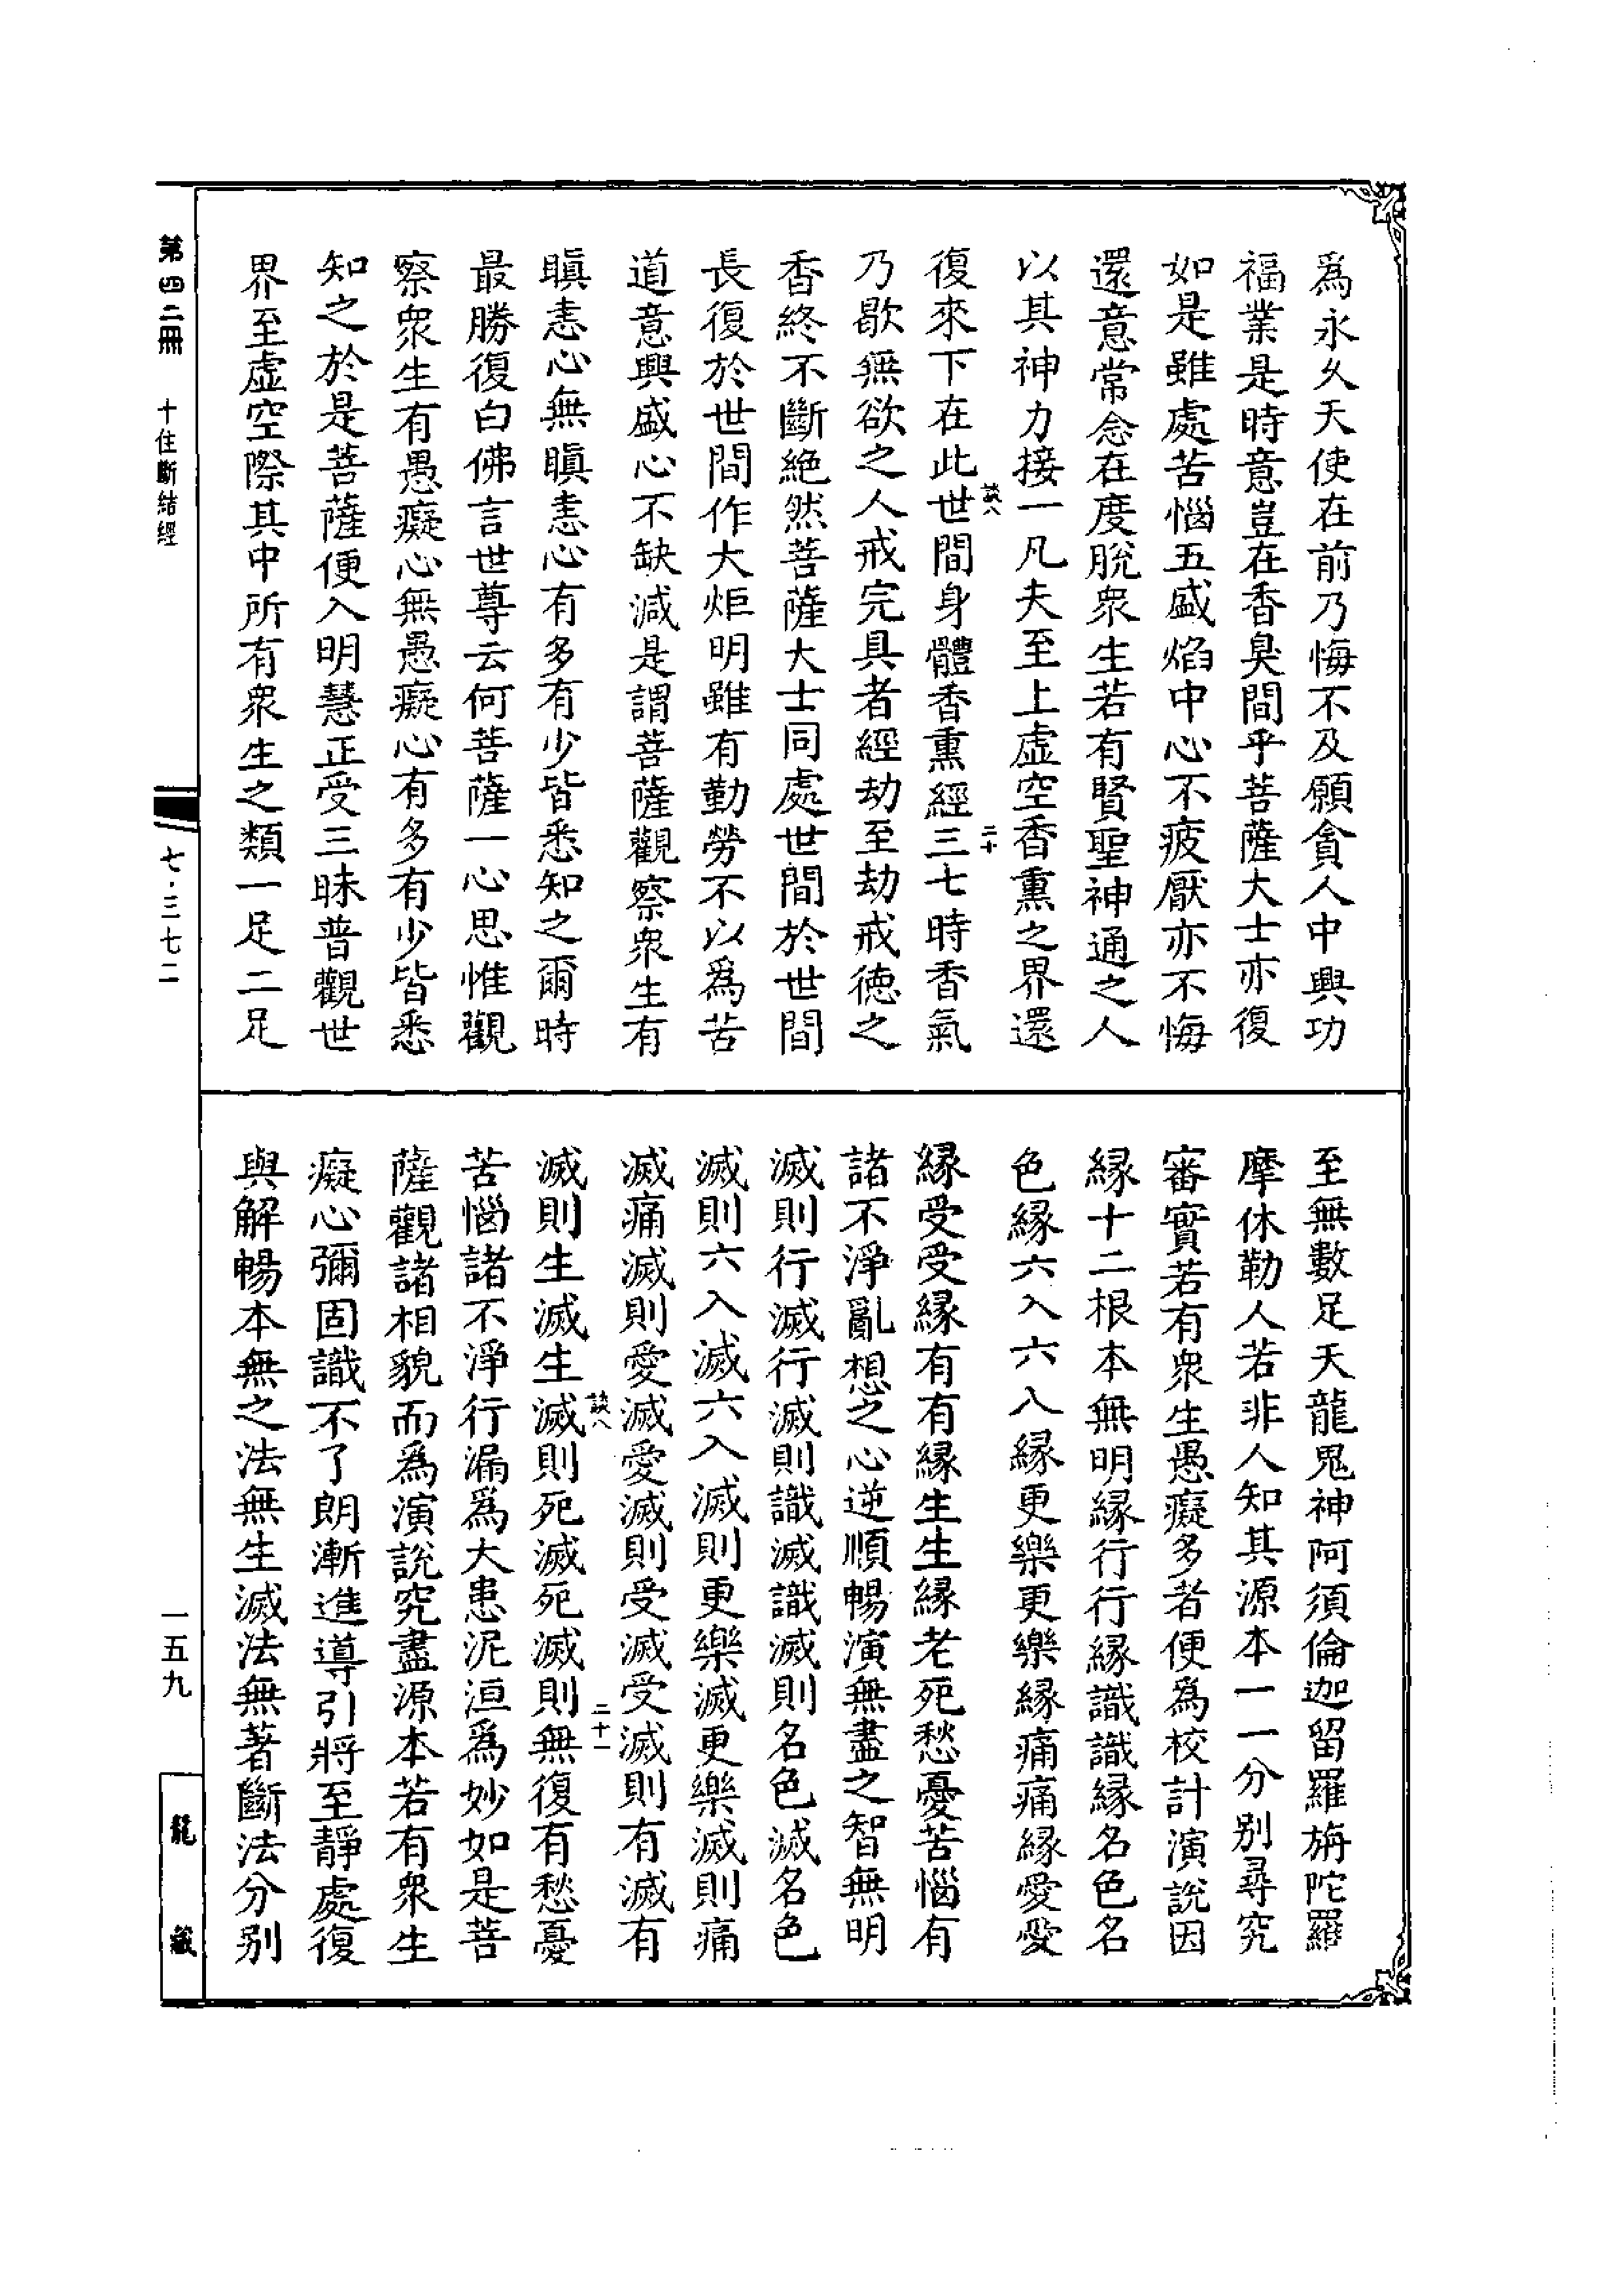 爲永久天使在前乃悔不及願貪人中興功
福業是時意豈在香臭間乎菩薩大士亦復
如是雖處苦惱五盛焰中心不疲厭亦不悔
還意常念在度脫衆生若有賢聖神通之人
以其神力接一凡夫至上虛空香熏之界還
復來下在此世間身體香熏經三七時香氣
談八
二十
乃歇無欲之人戒完具者經劫至劫戒德之
香終不斷絶然菩薩大士同處世間於世間
長復於世間作大炬明雖有勤勞不以爲苦
道意興盛心不缺減是謂菩薩觀察衆生有
瞋恚心無瞋恚心有多有少皆悉知之爾時
最勝復白佛言世尊云何菩薩一心思惟觀
察衆生有愚癡心無愚癡心有多有少皆悉
知之於是菩薩便入明慧正受三昧普觀世
界至虛空際其中所有衆生之類一足二足
至無數足天龍鬼神阿須倫迦留羅旃陀羅
摩休勒人若非人知其源本一一分別尋究
審實若有衆生愚癡多者便爲校計演說因
縁十二根本無明縁行行縁識識縁名色名
色縁六入六入縁更樂更樂縁痛痛縁愛愛
縁受受縁有有縁生生縁老死愁憂苦惱有
諸不淨亂想之心逆順暢演無盡之智無明
滅則行滅行滅則識滅識滅則名色滅名色
滅則六入滅六入滅則更樂滅更樂滅則痛
滅痛滅則愛滅愛滅則受滅受滅則有滅有
談八
二十一
滅則生滅生滅則死滅死滅則無復有愁憂
苦惱諸不淨行漏爲大患泥洹爲妙如是菩
薩觀諸相貌而爲演說究盡源本若有衆生
癡心彌固識不了朗漸進導引將至靜處復
與解暢本無之法無生滅法無著斷法分別
第四二冊
十住斷結經
七·三七二
一五九
龍藏